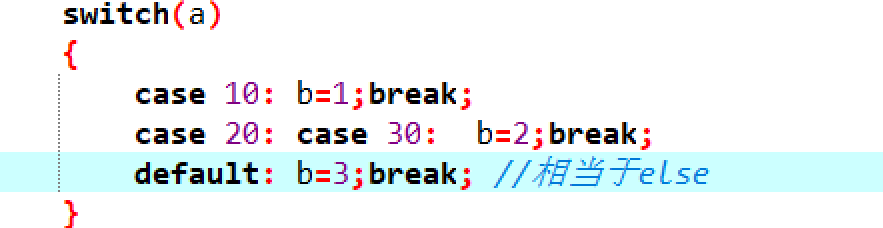 switch(a)
{
case 10: b=1;break;
case 20: case 30:  b=2;break;
default: b=3;break; //相当于else
}